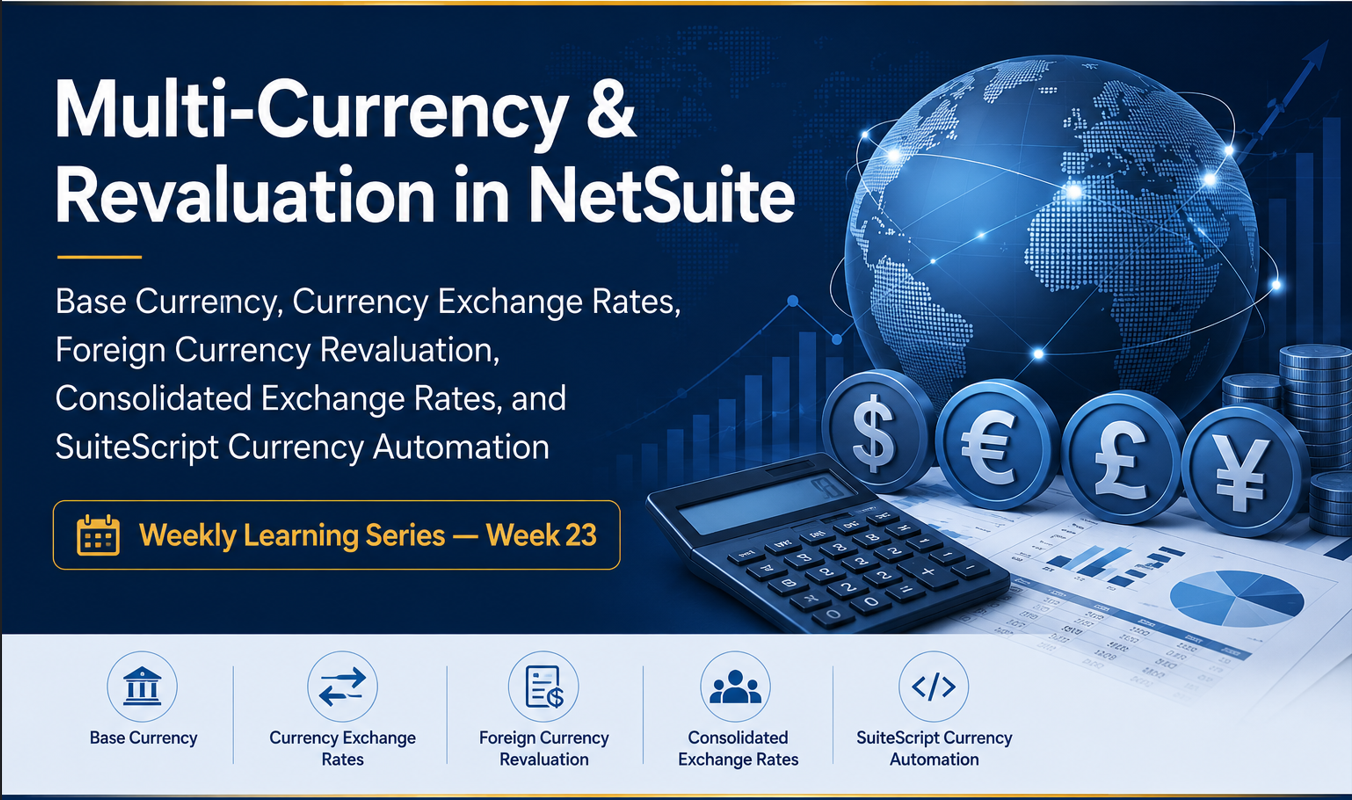 Multi-Currency &
Revaluation in NetSuite
Base Currency, Currency Exchange Rates,
Foreign Currency Revaluation,
Consolidated Exchange Rates, and
SuiteScript Currency Automation
Weekly Learning Series — Week 23
$ € £ ¥
Base Currency
Currency Exchange
Rates
Foreign Currency
Revaluation
Consolidated
Exchange Rates
SuiteScript Currency
Automation